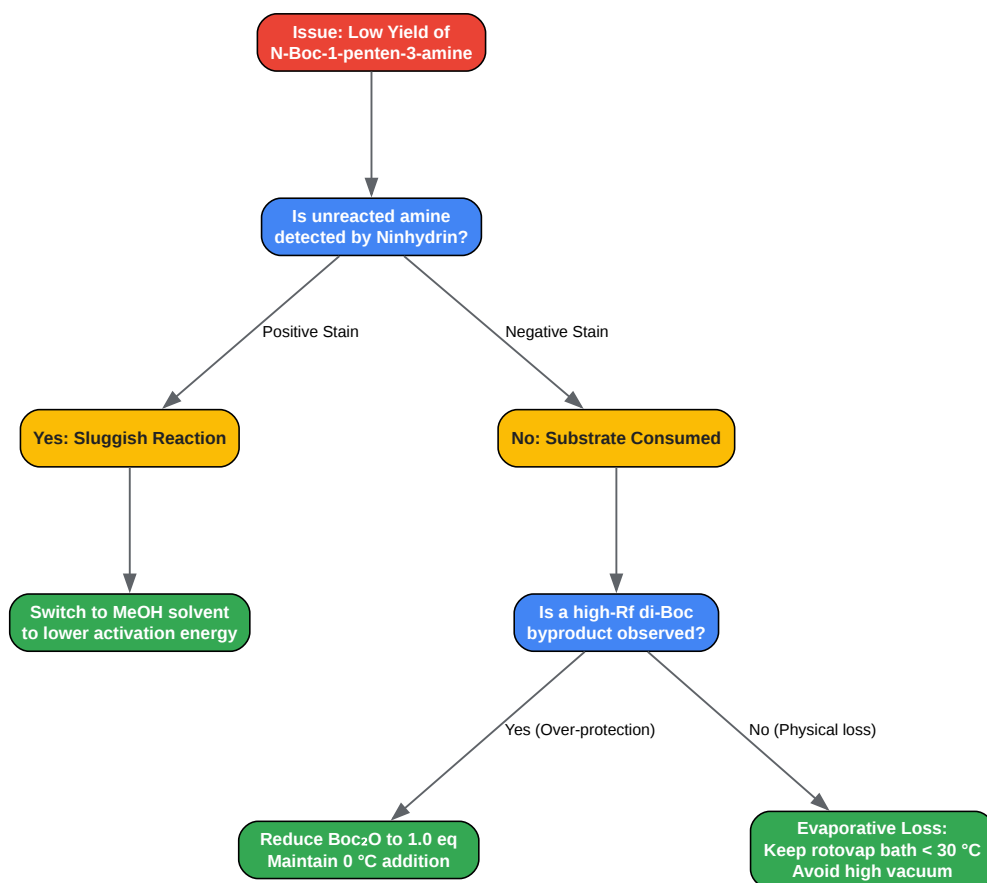 Issue: Low Yield of
N-Boc-1-penten-3-amine
Is unreacted amine
detected by Ninhydrin?
Positive Stain
Negative Stain
Yes: Sluggish Reaction
No: Substrate Consumed
Switch to MeOH solvent
to lower activation energy
Is a high-Rf di-Boc
byproduct observed?
Yes (Over-protection)
No (Physical loss)
Reduce Boc₂O to 1.0 eq
Maintain 0 °C addition
Evaporative Loss:
Keep rotovap bath < 30 °C
Avoid high vacuum